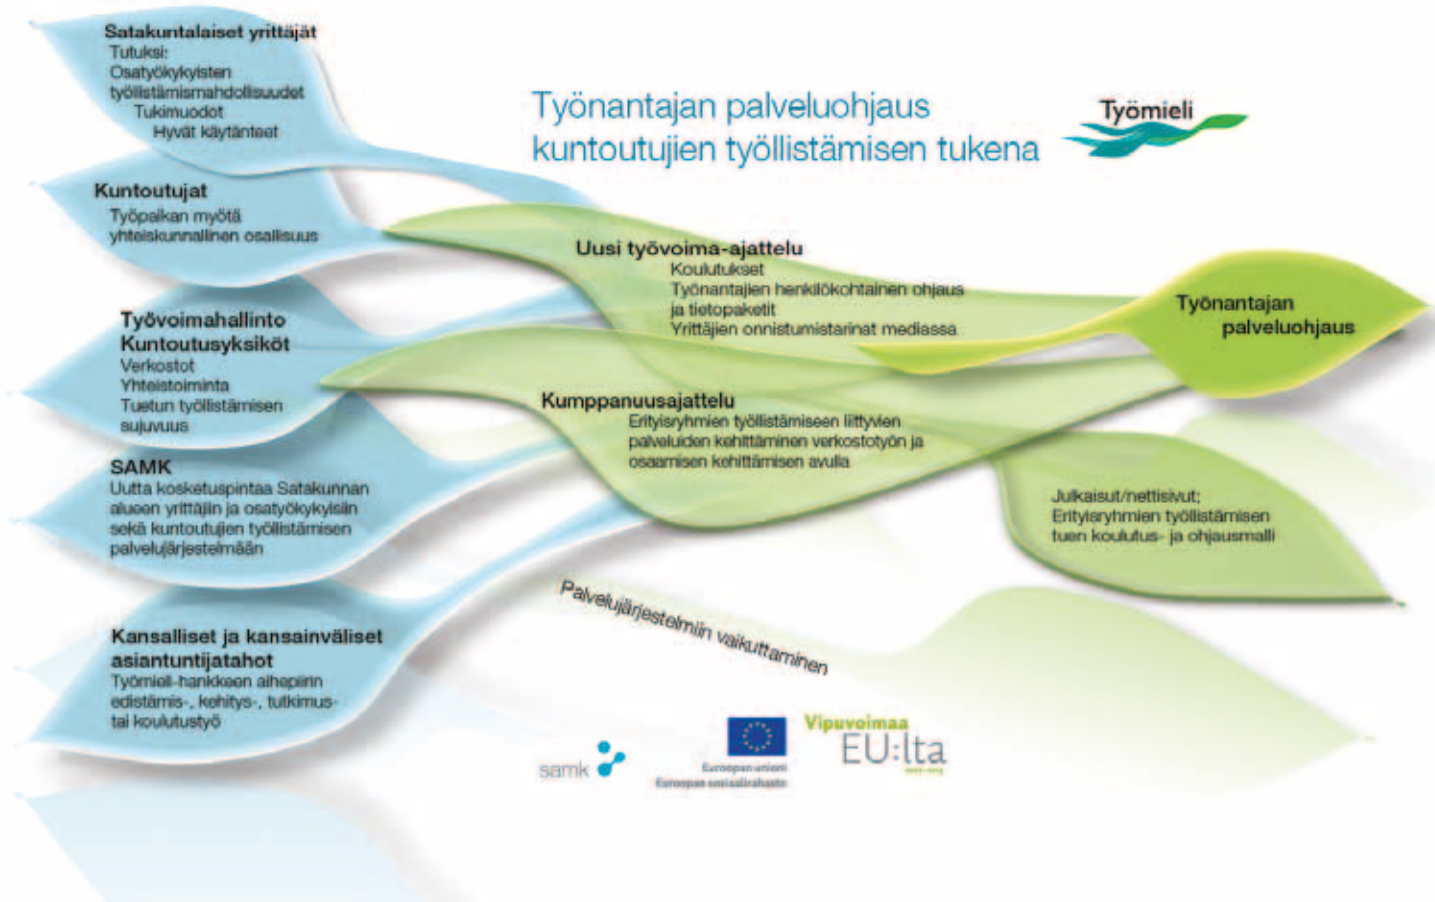 Satakuntalaiset yrittäjät
Tutuksi:
Osatyökykyisten
työllistämismahdollisuudet
Tukimuodot
Hyvät käytänteet
Kuntoutujat
Työpaikan myötä
yhteiskunnallinen osallisuus
Työvoimahallinto
Kuntoutusyksiköt
Verkostot
Yhteistoiminta
Tuetun työllistämisen
sujuvuus
SAMK
Uutta kosketuspintaa Satakunnan
alueen yrittäjiin ja osatyökykyisiin
sekä kuntoutujien työllistämisen
palvelujärjestelmään
Kansalliset ja kansainväliset
asiantuntijatahot
Työmieli-hankkeen aihepiirin
edistämis-, kehitys-, tutkimus-
tai koulutustyö
Työnantajan palveluohjaus
kuntoutujien työllistämisen tukena
Työmieli
Uusi työvoima-ajattelu
Koulutukset
Työnantajien henkilökohtainen ohjaus
ja tietopaketit
Yrittäjien onnistumistarinat mediassa
Kumppanuusajattelu
Erityisryhmien työllistämiseen liittyvien
palveluiden kehittäminen verkostotyön ja
osaamisen kehittämisen avulla
Työnantajan
palveluohjaus
Julkaisut/nettisivut;
Erityisryhmien työllistämisen
tuen koulutus- ja ohjausmalli
Palvelujärjestelmiin vaikuttaminen
samk
Euroopan unioni
Euroopan sosiaalirahasto
Vipuvoimaa
EU:lta